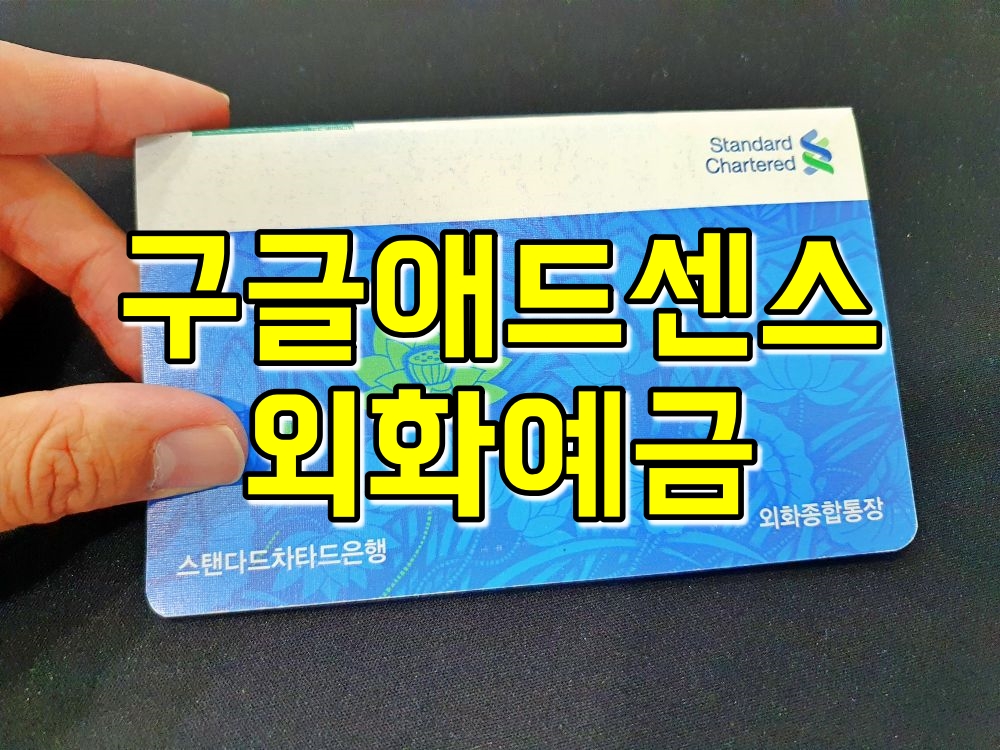 Standard
Chartered
구글애드센스
외화예금
외화종합통장
스탠다드차타드은행